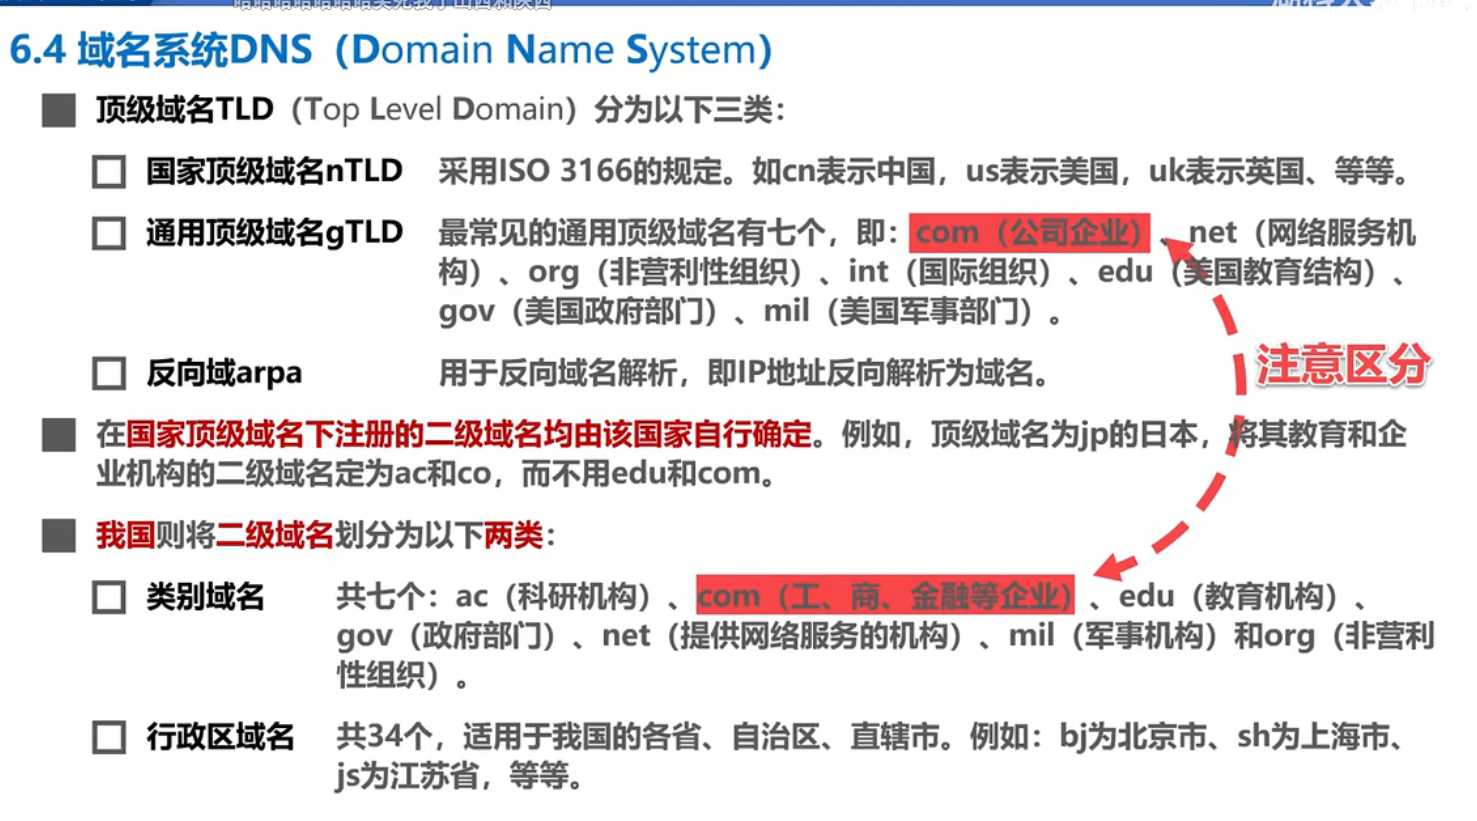 哈哈哈哈哈哈哈笑死我了山西和陕西
6.4 域名系统DNS（Domain Name System）
顶级域名TLD（Top Level Domain）分为以下三类：
国家顶级域名nTLD 采用ISO 3166的规定。如cn表示中国，us表示美国，uk表示英国、等等。
通用顶级域名gTLD 最常见的通用顶级域名有七个，即：com（公司企业）、net（网络服务机
构）、org（非营利性组织）、int（国际组织）、edu（美国教育结构）、
gov（美国政府部门）、mil（美国军事部门）。
反向域arpa 用于反向域名解析，即IP地址反向解析为域名。
注意区分
在国家顶级域名下注册的二级域名均由该国家自行确定。例如，顶级域名为jp的日本，将其教育和企
业机构的二级域名定为ac和co，而不用edu和com。
我国则将二级域名划分为以下两类：
类别域名 共七个：ac（科研机构）、com（工、商、金融等企业）、edu（教育机构）、
gov（政府部门）、net（提供网络服务的机构）、mil（军事机构）和org（非营利
性组织）。
行政区域名 共34个，适用于我国的各省、自治区、直辖市。例如：bj为北京市、sh为上海市、
js为江苏省，等等。